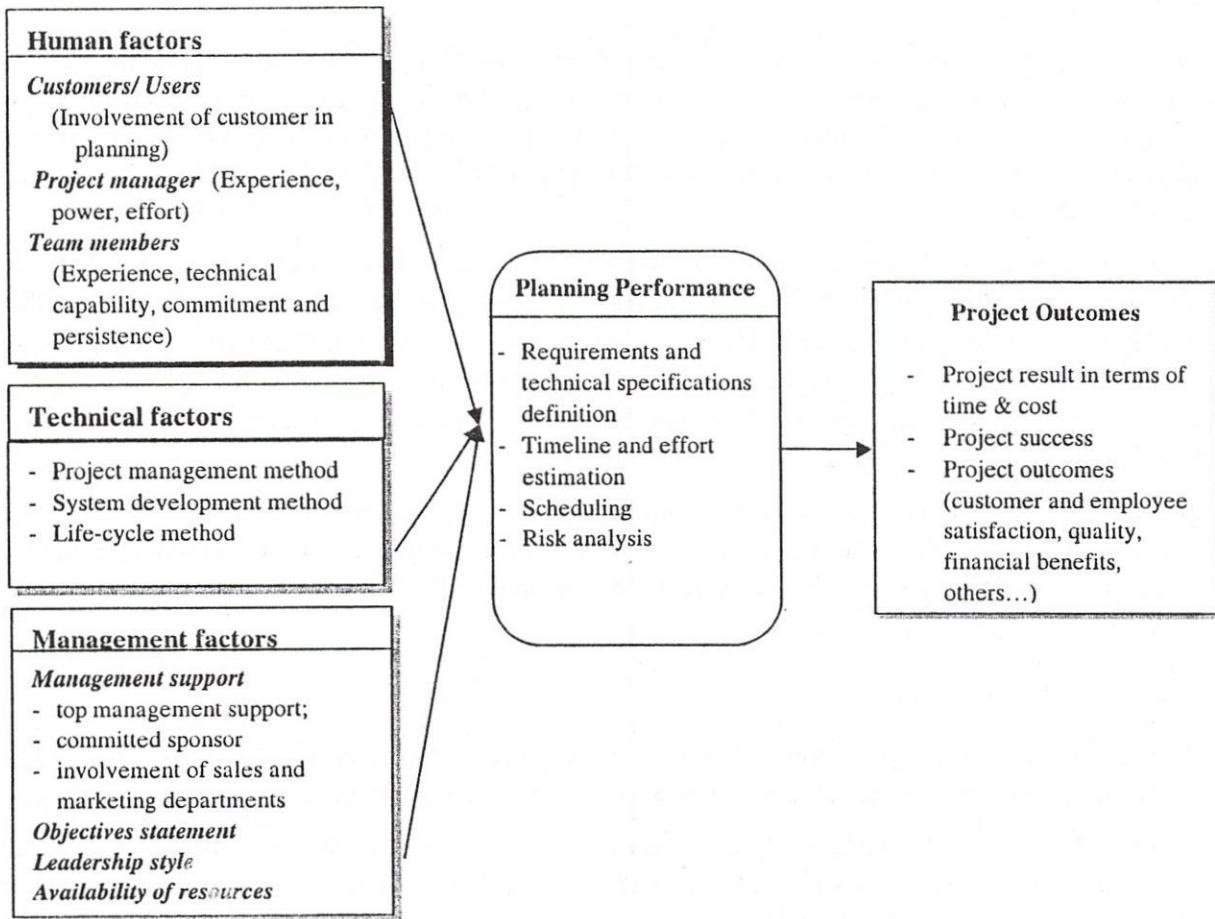 Human factors
Customers/ Users
(Involvement of customer in
planning)
Project manager (Experience,
power, effort)
Team members
(Experience, technical
capability, commitment and
persistence)
Technical factors
- Project management method
- System development method
- Life-cycle method
Management factors
Management support
- top management support;
- committed sponsor
- involvement of sales and
marketing departments
Objectives statement
Leadership style
Availability of resources
Planning Performance
- Requirements and
technical specifications
definition
- Timeline and effort
estimation
- Scheduling
- Risk analysis
Project Outcomes
- Project result in terms of
time & cost
- Project success
- Project outcomes
(customer and employee
satisfaction, quality,
financial benefits,
others...)